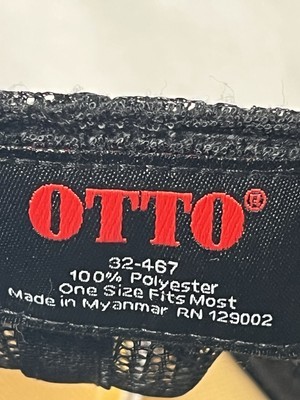 OTTO®
32-467
100% Polyester
One Size Fits Most
Made in Myanmar RN 129002